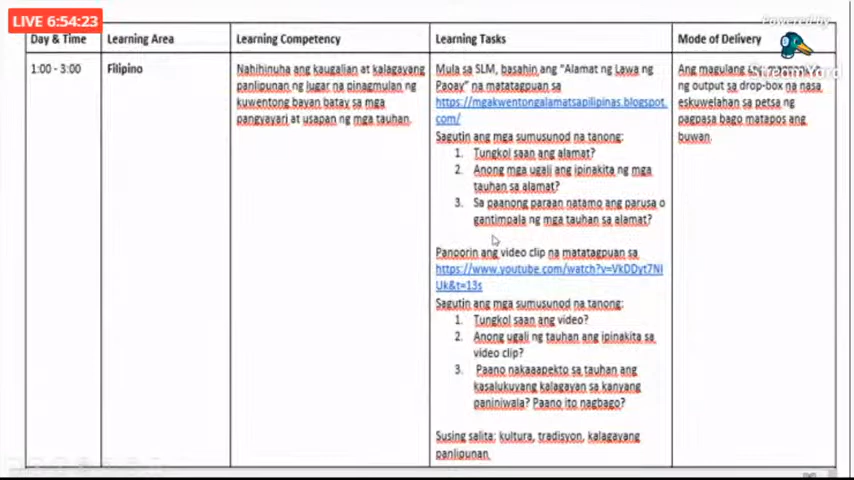 LIVE 6:54:23
Powered by
StreamYard
Day & Time
Learning Area
Learning Competency
Learning Tasks
Mode of Delivery
1:00 - 3:00
Filipino
Nahihinuha ang kaugalian at kalagayang
panlipunan ng lugar na pinagmulan ng
kuwentong bayan batay sa mga
pangyayari at usapan ng mga tauhan.
Mula sa SLM, basahin ang "Alamat ng Lawa ng
Paoay" na matatagpuan sa
https://mgakwentongalamatsapilipinas.blogspot.
com/
Sagutin ang mga sumusunod na tanong:
1. Tungkol saan ang alamat?
2. Anong mga ugali ang ipinakita ng mga
tauhan sa alamat?
3. Sa paanong paraan natamo ang parusa o
gantimpala ng mga tauhan sa alamat?
Panoorin ang video clip na matatagpuan sa
https://www.youtube.com/watch?v=VkDDyt7NI
Uk&t=13s
Sagutin ang mga sumusunod na tanong:
1. Tungkol saan ang video?
2. Anong ugali ng tauhan ang ipinakita sa
video clip?
3. Paano nakaaapekto sa tauhan ang
kasalukuyang kalagayan sa kanyang
paniniwala? Paano ito nagbago?
Susing salita: kultura, tradisyon, kalagayang
panlipunan
Ang magulang ang
ng output sa drop-box na nasa
eskuwelahan sa petsa ng
pagpasa bago matapos ang
buwan.